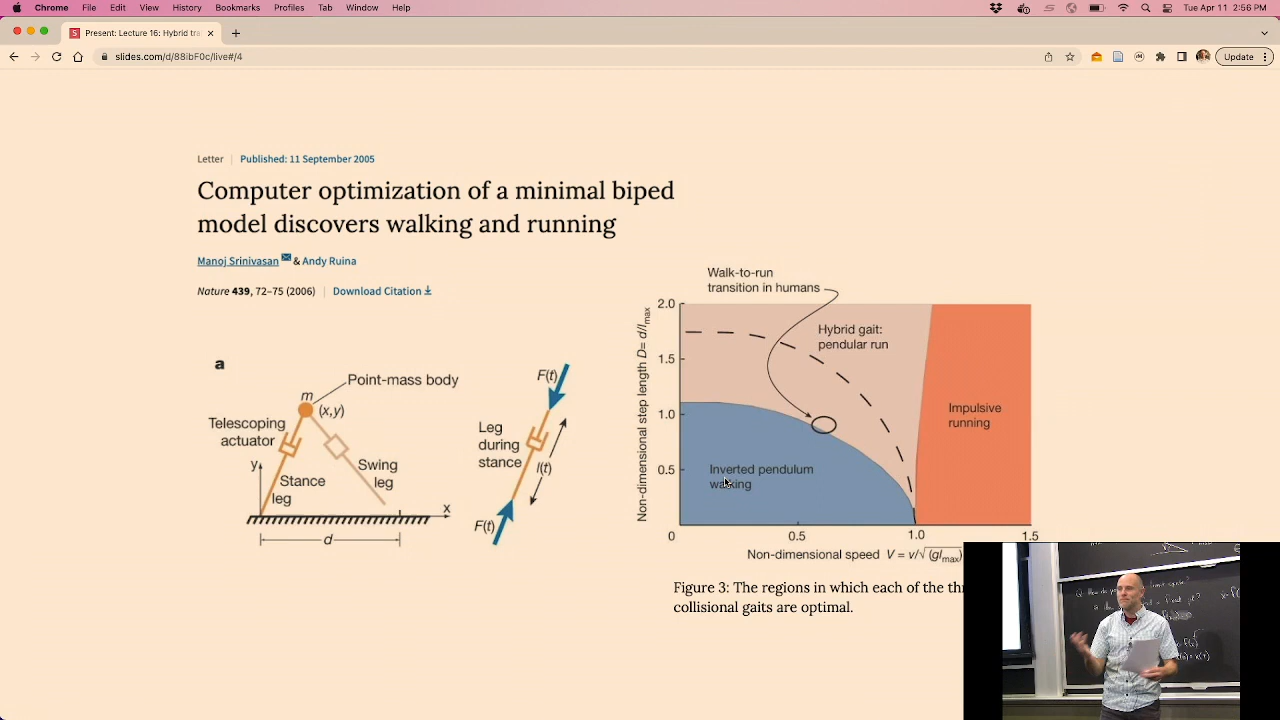 Chrome File Edit View History Bookmarks Profiles Tab Window Help
Tue Apr 11 2:56 PM
Present: Lecture 16: Hybrid tra
slides.com/d/88ibF0c/live#/4
Update
Letter | Published: 11 September 2005
Computer optimization of a minimal biped
model discovers walking and running
Manoj Srinivasan & Andy Ruina
Nature 439, 72–75 (2006) | Download Citation
a
m
Point-mass body
(x,y)
Telescoping
actuator
y
Stance
leg
Swing
leg
x
d
F(t)
Leg
during
stance
l(t)
F(t)
Walk-to-run
transition in humans
Hybrid gait:
pendular run
Impulsive
running
Inverted pendulum
walking
Non-dimensional step length D= d/lmax
2.0
1.5
1.0
0.5
0
0.5
1.0
1.5
Non-dimensional speed V = v/√(glmax)
Figure 3: The regions in which each of the thr
collisional gaits are optimal.